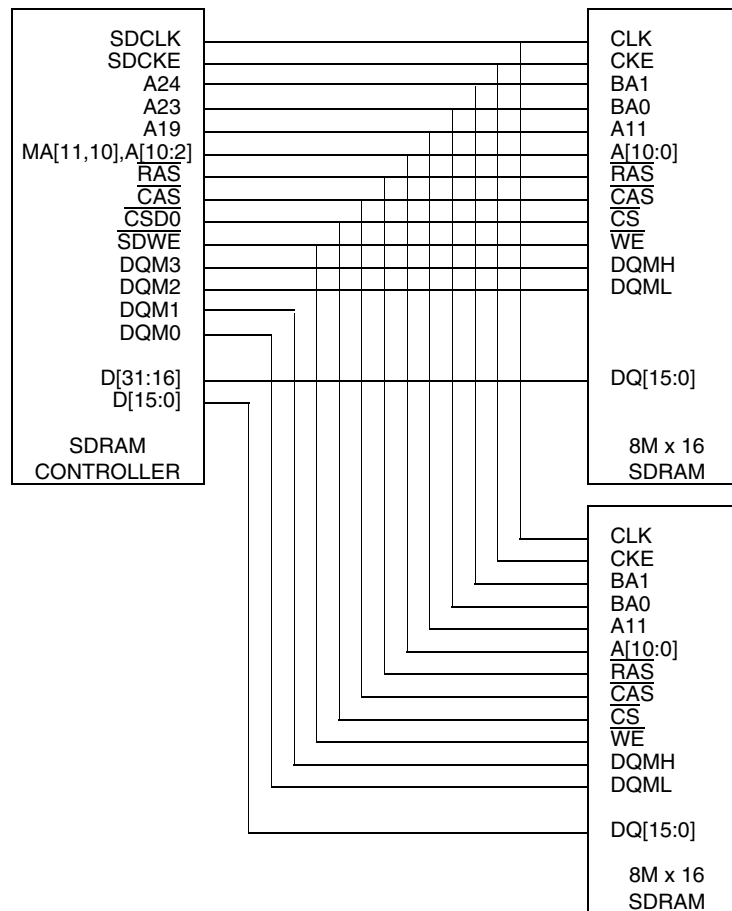 SDCLK
SDCKE
A24
A23
A19
MA[11,10],A[10:2]
RAS
CAS
CSD0
SDWE
DQM3
DQM2
DQM1
DQM0
D[31:16]
D[15:0]
SDRAM
CONTROLLER
CLK
CKE
BA1
BA0
A11
A[10:0]
RAS
CAS
CS
WE
DQMH
DQML
DQ[15:0]
8M x 16
SDRAM
CLK
CKE
BA1
BA0
A11
A[10:0]
RAS
CAS
CS
WE
DQMH
DQML
DQ[15:0]
8M x 16
SDRAM